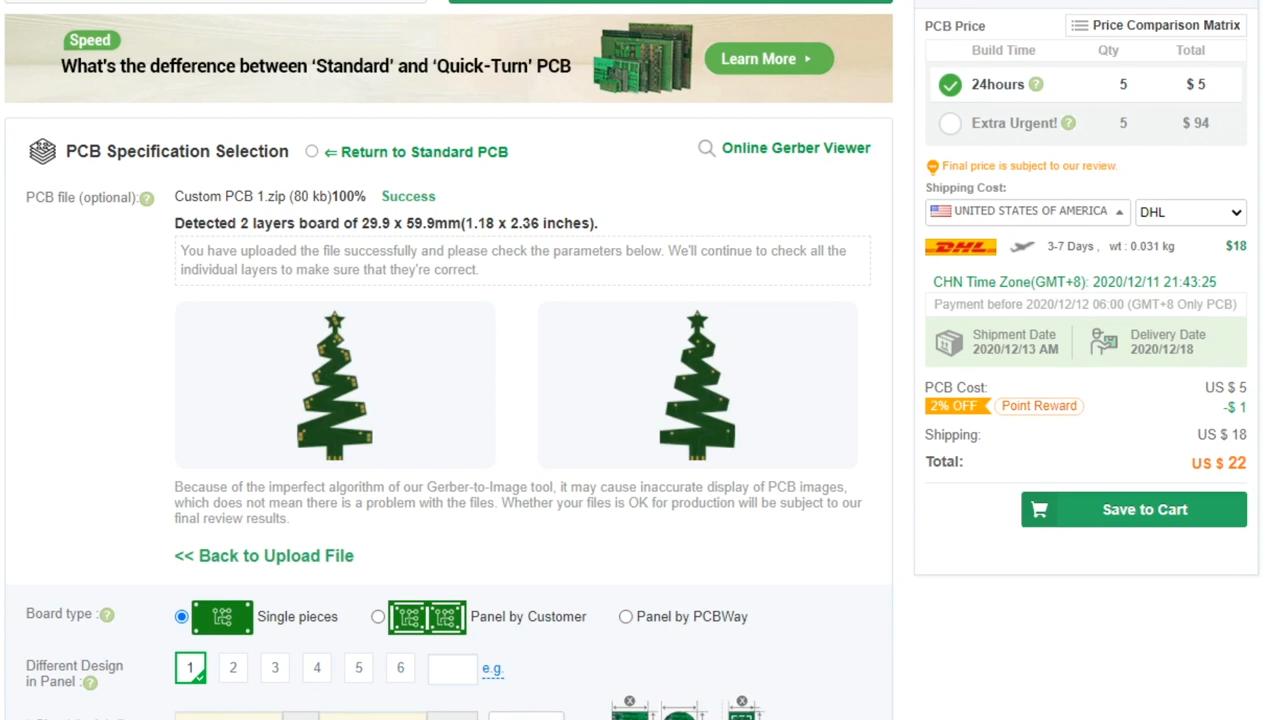 Speed
What's the defference between 'Standard' and 'Quick-Turn' PCB
Learn More
PCB Specification Selection
⇐ Return to Standard PCB
Online Gerber Viewer
PCB file (optional):
Custom PCB 1.zip (80 kb)100% Success
Detected 2 layers board of 29.9 x 59.9mm(1.18 x 2.36 inches).
You have uploaded the file successfully and please check the parameters below. We'll continue to check all the
individual layers to make sure that they're correct.
Because of the imperfect algorithm of our Gerber-to-Image tool, it may cause inaccurate display of PCB images,
which does not mean there is a problem with the files. Whether your files is OK for production will be subject to our
final review results.
<< Back to Upload File
Board type :
Single pieces
Panel by Customer
Panel by PCBWay
Different Design
in Panel :
1 2 3 4 5 6 e.g.
PCB Price
Price Comparison Matrix
Build Time Qty Total
24hours 5 $ 5
Extra Urgent! 5 $ 94
Final price is subject to our review.
Shipping Cost:
UNITED STATES OF AMERICA
DHL
DHL 3-7 Days , wt : 0.031 kg $18
CHN Time Zone(GMT+8): 2020/12/11 21:43:25
Payment before 2020/12/12 06:00 (GMT+8 Only PCB)
Shipment Date
2020/12/13 AM
Delivery Date
2020/12/18
PCB Cost: US $ 5
2% OFF Point Reward -$ 1
Shipping: US $ 18
Total: US $ 22
Save to Cart